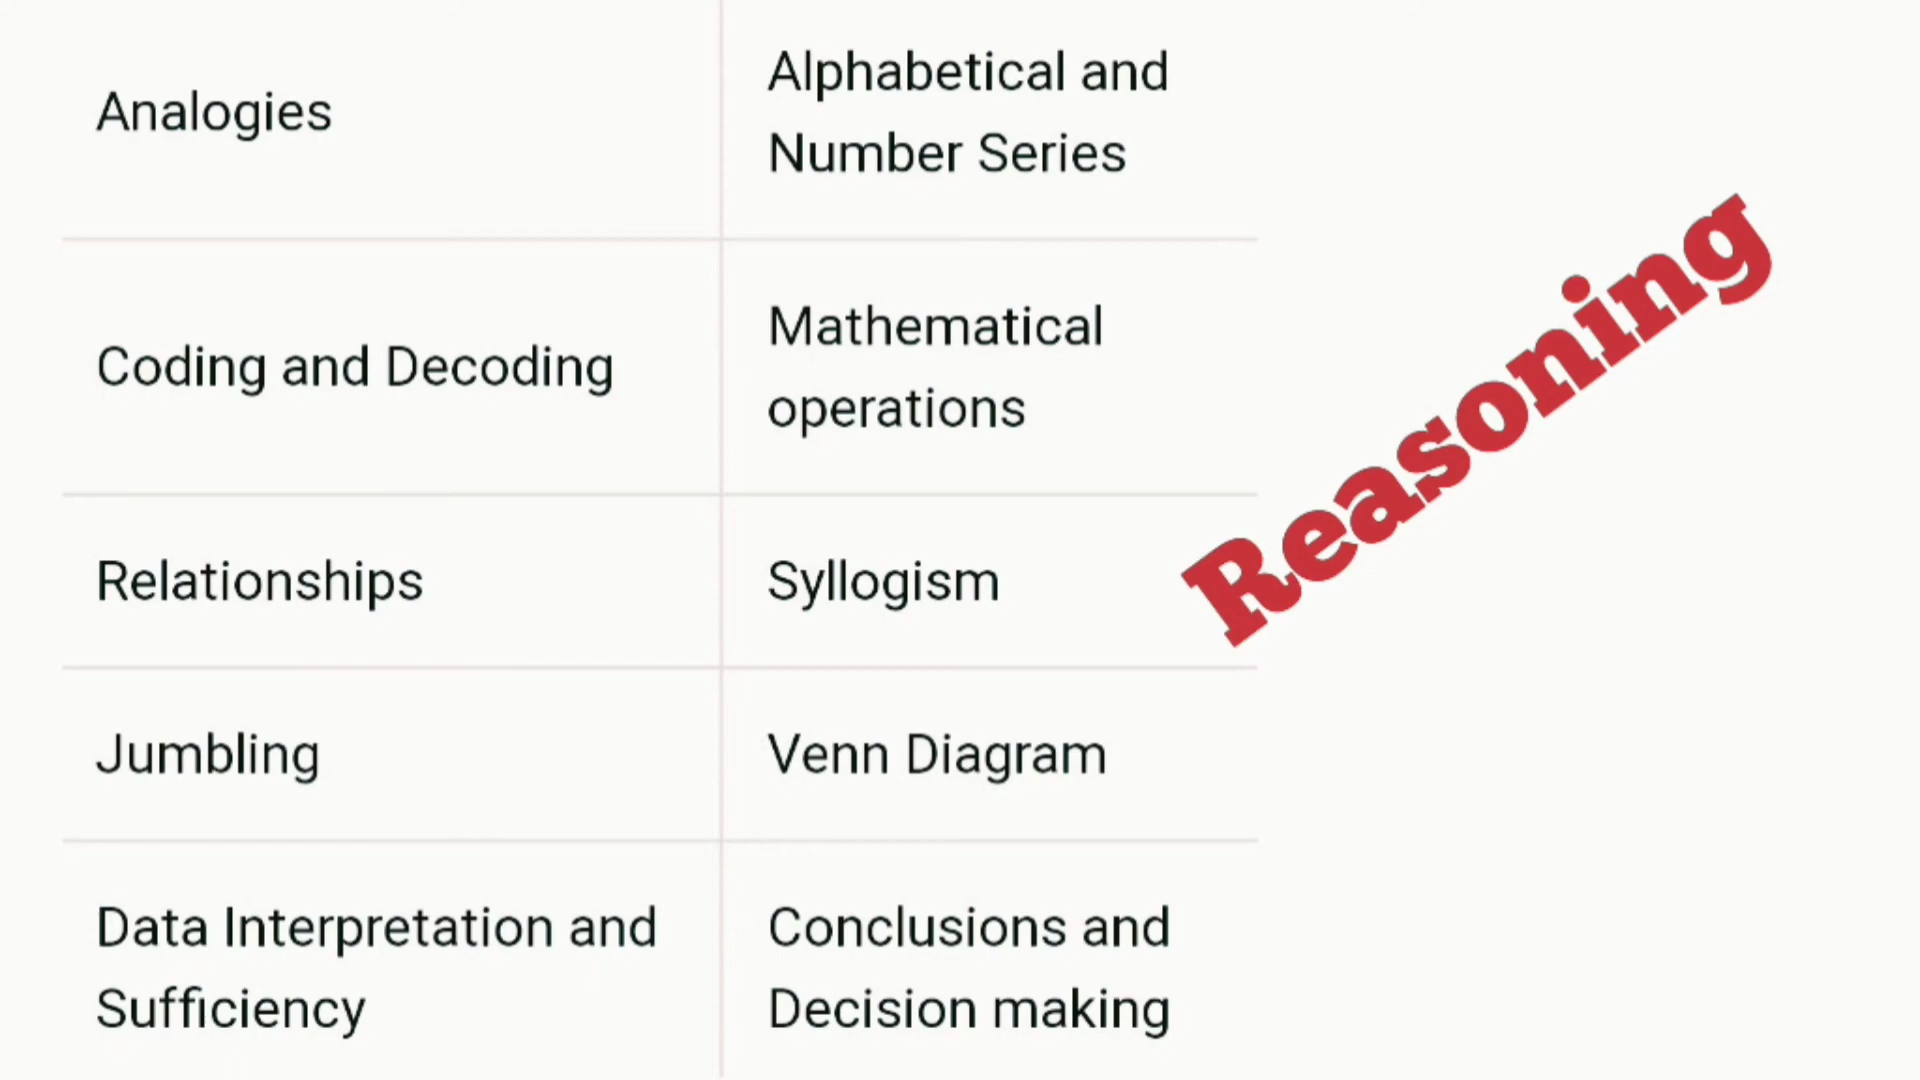 Analogies
Alphabetical and
Number Series
Coding and Decoding
Mathematical
operations
Relationships
Syllogism
Jumbling
Venn Diagram
Data Interpretation and
Sufficiency
Conclusions and
Decision making
Reasoning